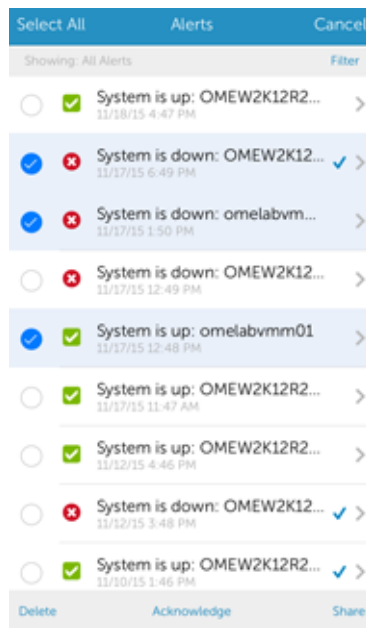 Select All Alerts Cancel
Showing: All Alerts Filter
System is up: OMEW2K12R2...
11/18/15 4:47 PM
System is down: OMEW2K12...
11/17/15 6:49 PM
System is down: omelabvm...
11/17/15 1:50 PM
System is down: OMEW2K12...
11/17/15 12:49 PM
System is up: omelabvmm01
11/17/15 12:48 PM
System is up: OMEW2K12R2...
11/17/15 11:47 AM
System is up: OMEW2K12R2...
11/12/15 4:46 PM
System is down: OMEW2K12...
11/12/15 3:48 PM
System is up: OMEW2K12R2...
11/10/15 1:46 PM
Delete Acknowledge Share